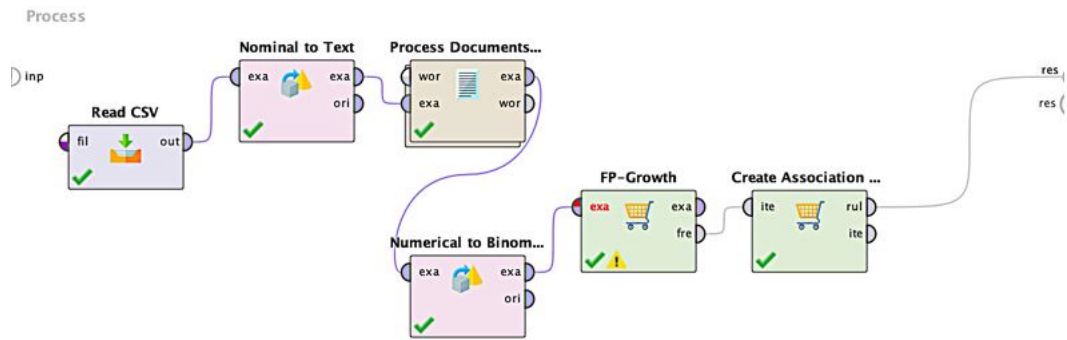 Process
inp
Read CSV
fil out
Nominal to Text
exa exa
ori
Process Documents...
wor exa
exa wor
Numerical to Binom...
exa exa
ori
FP-Growth
exa exa
fre
Create Association ...
ite rul
ite
res
res